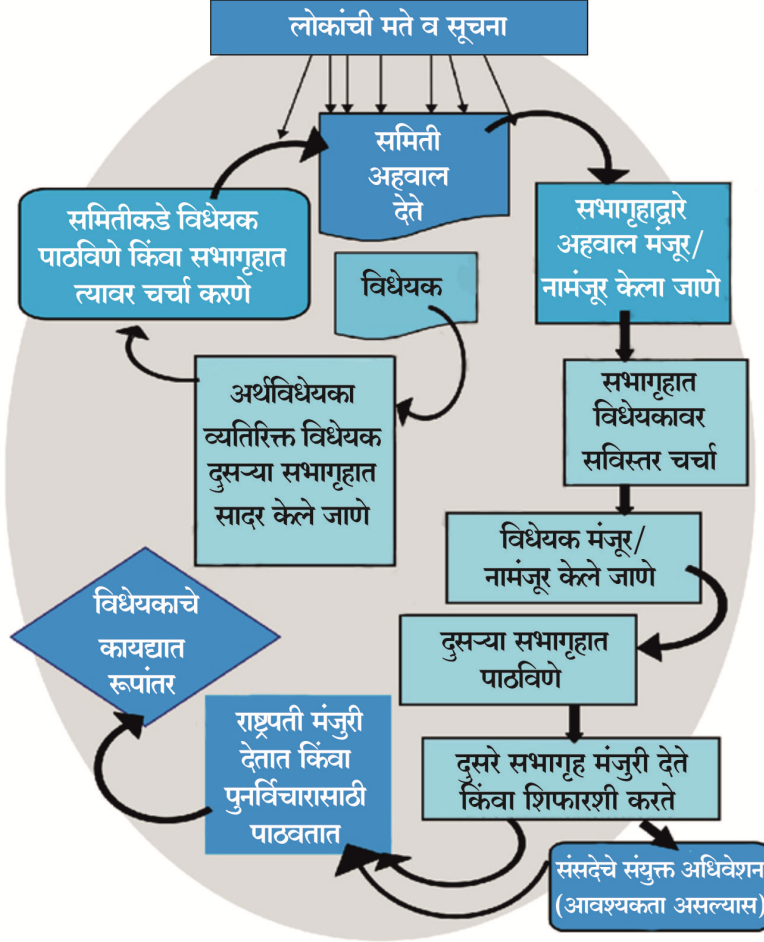 लोकांची मते व सूचना
समिती
अहवाल
देते
समितीकडे विधेयक
पाठविणे किंवा सभागृहात
त्यावर चर्चा करणे
सभागृहाद्वारे
अहवाल मंजूर/
नामंजूर केला जाणे
विधेयक
अर्थविधेयका
व्यतिरिक्त विधेयक
दुसऱ्या सभागृहात
सादर केले जाणे
सभागृहात
विधेयकावर
सविस्तर चर्चा
विधेयक मंजूर/
नामंजूर केले जाणे
दुसऱ्या सभागृहात
पाठविणे
दुसरे सभागृह मंजुरी देते
किंवा शिफारशी करते
संसदेचे संयुक्त अधिवेशन
(आवश्यकता असल्यास)
राष्ट्रपती मंजुरी
देतात किंवा
पुनर्विचारासाठी
पाठवतात
विधेयकाचे
कायद्यात
रूपांतर